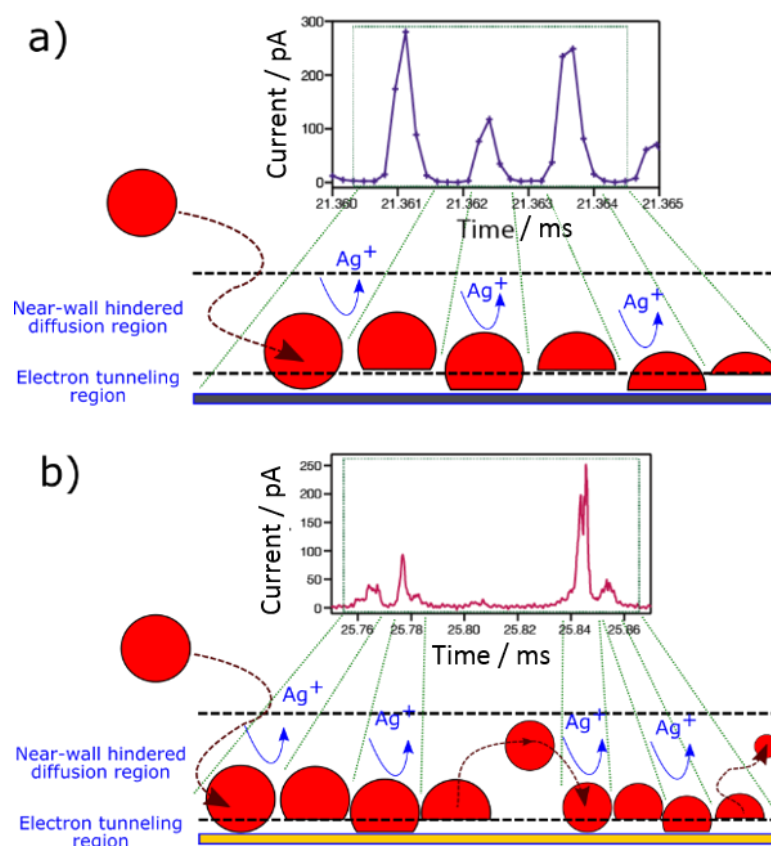 a)
Current / pA
300
200
100
0
21.360 21.361 21.362 21.363 21.364 21.365
Time / ms
Ag+
Ag+
Ag+
Near-wall hindered
diffusion region
Electron tunneling
region
b)
Current / pA
250
200
150
100
50
0
25.76 25.78 25.80 25.82 25.84 25.86
Time / ms
Ag+
Ag+
Ag+
Ag+
Near-wall hindered
diffusion region
Electron tunneling
region